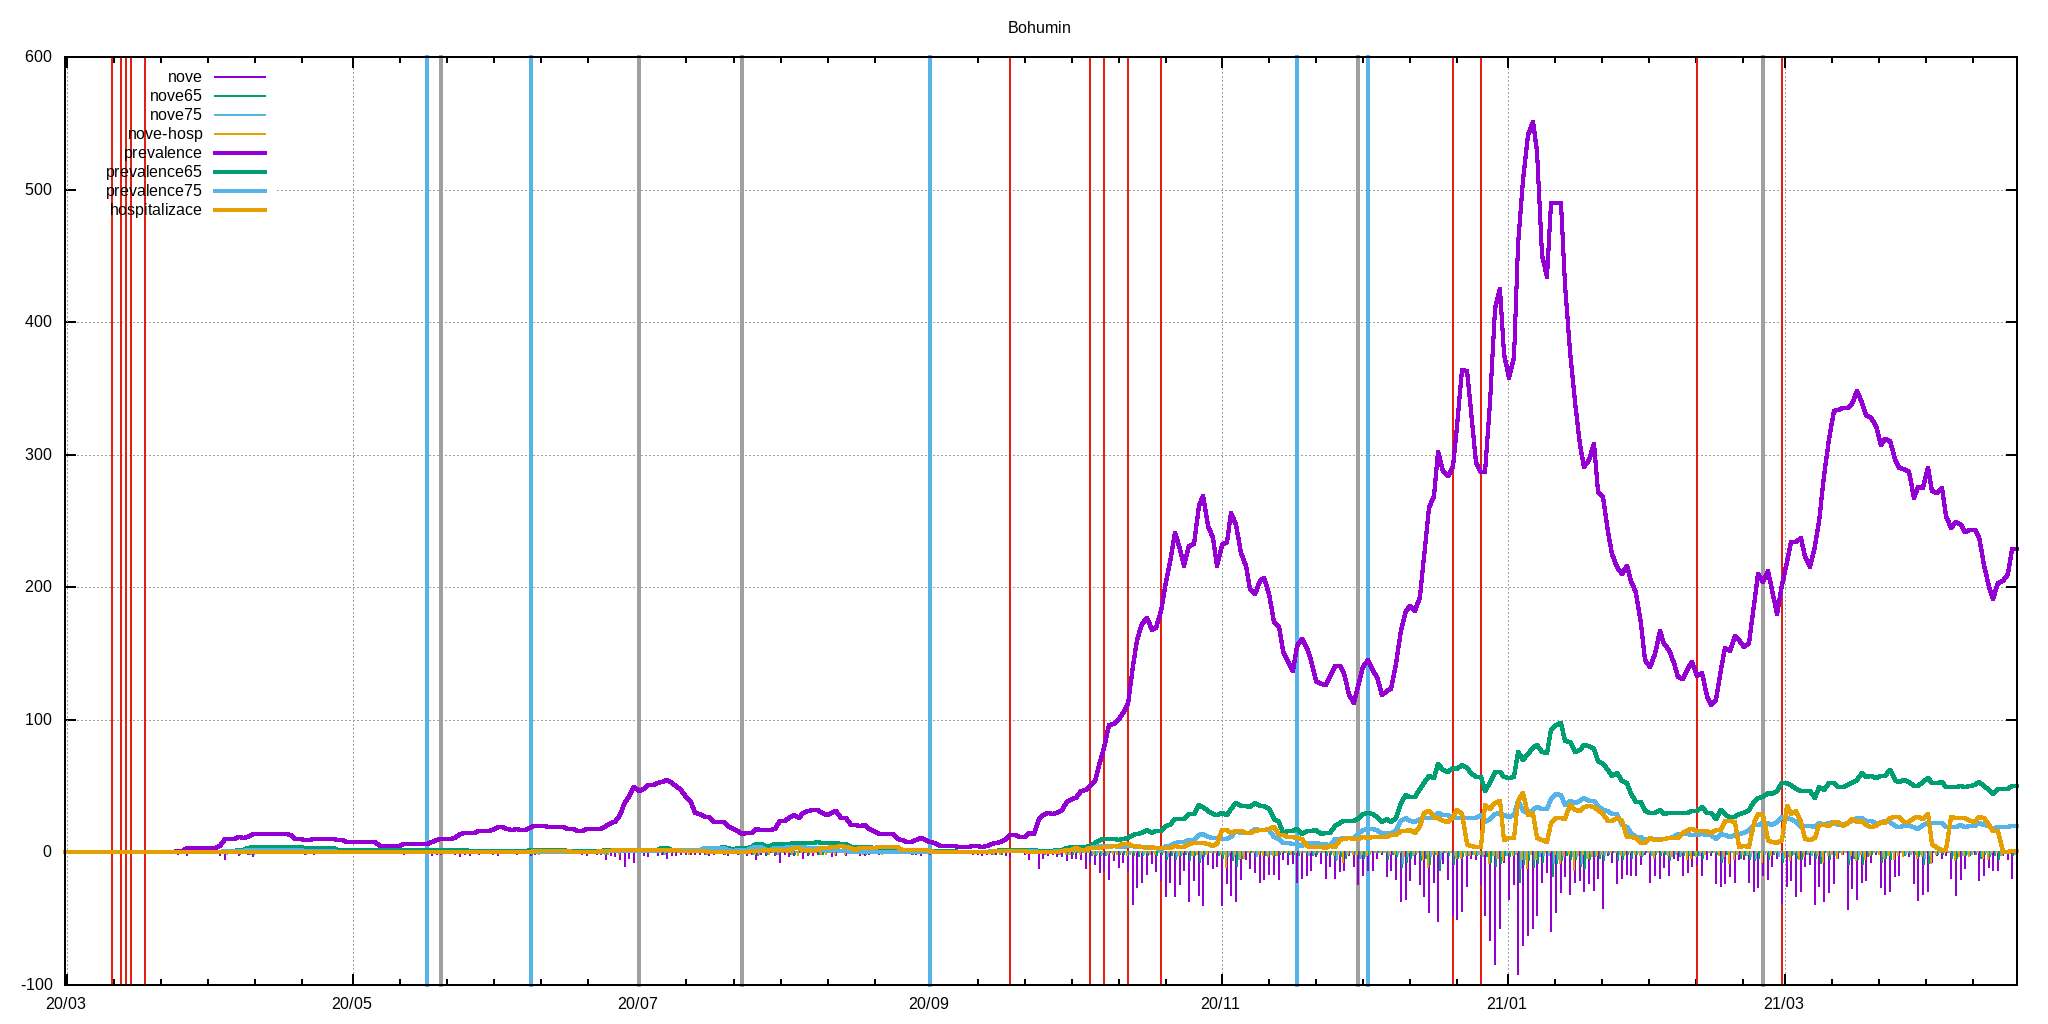 Bohumin
600
500
400
300
200
100
0
-100
nove
nove65
nove75
nove-hosp
prevalence
prevalence65
prevalence75
hospitalizace
20/03 20/05 20/07 20/09 20/11 21/01 21/03